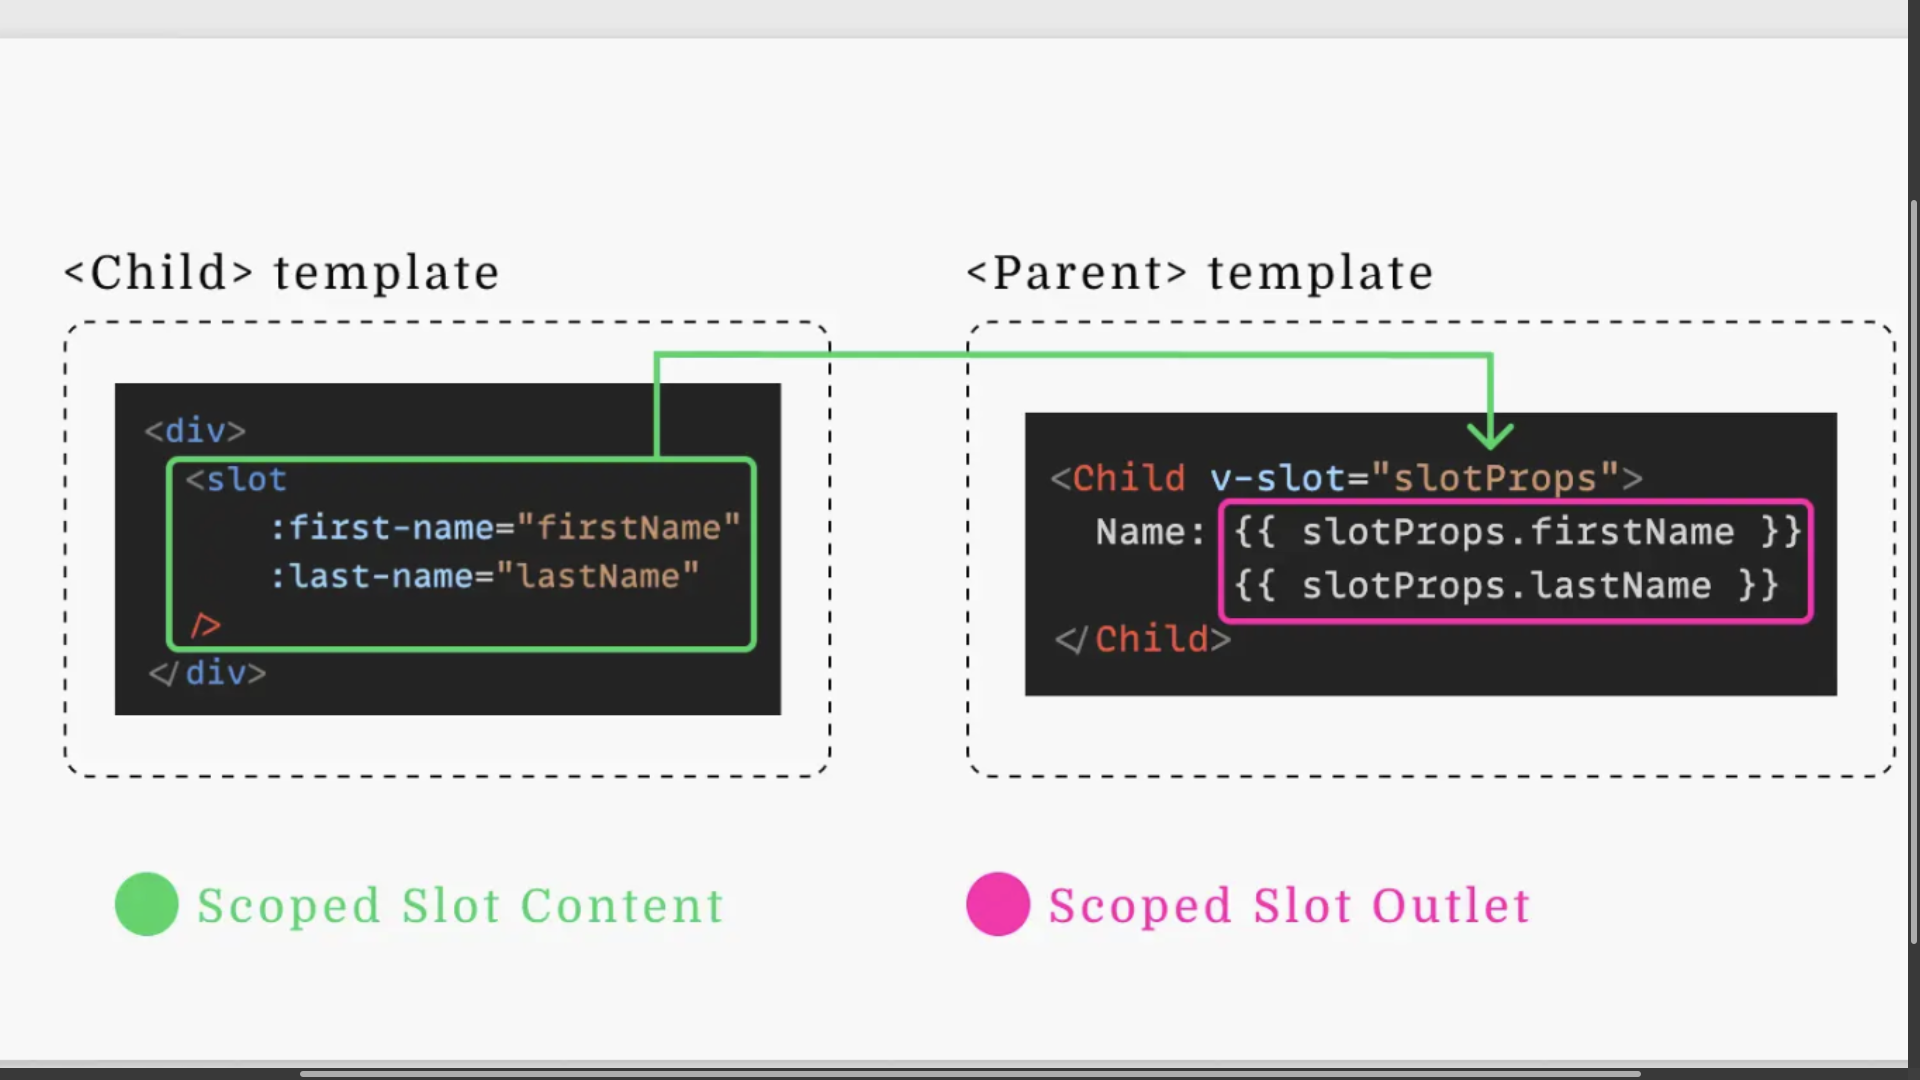 <Child> template
<div>
<slot
:first-name="firstName"
:last-name="lastName"
/>
</div>
<Parent> template
<Child v-slot="slotProps">
Name: {{ slotProps.firstName }}
{{ slotProps.lastName }}
</Child>
Scoped Slot Content
Scoped Slot Outlet